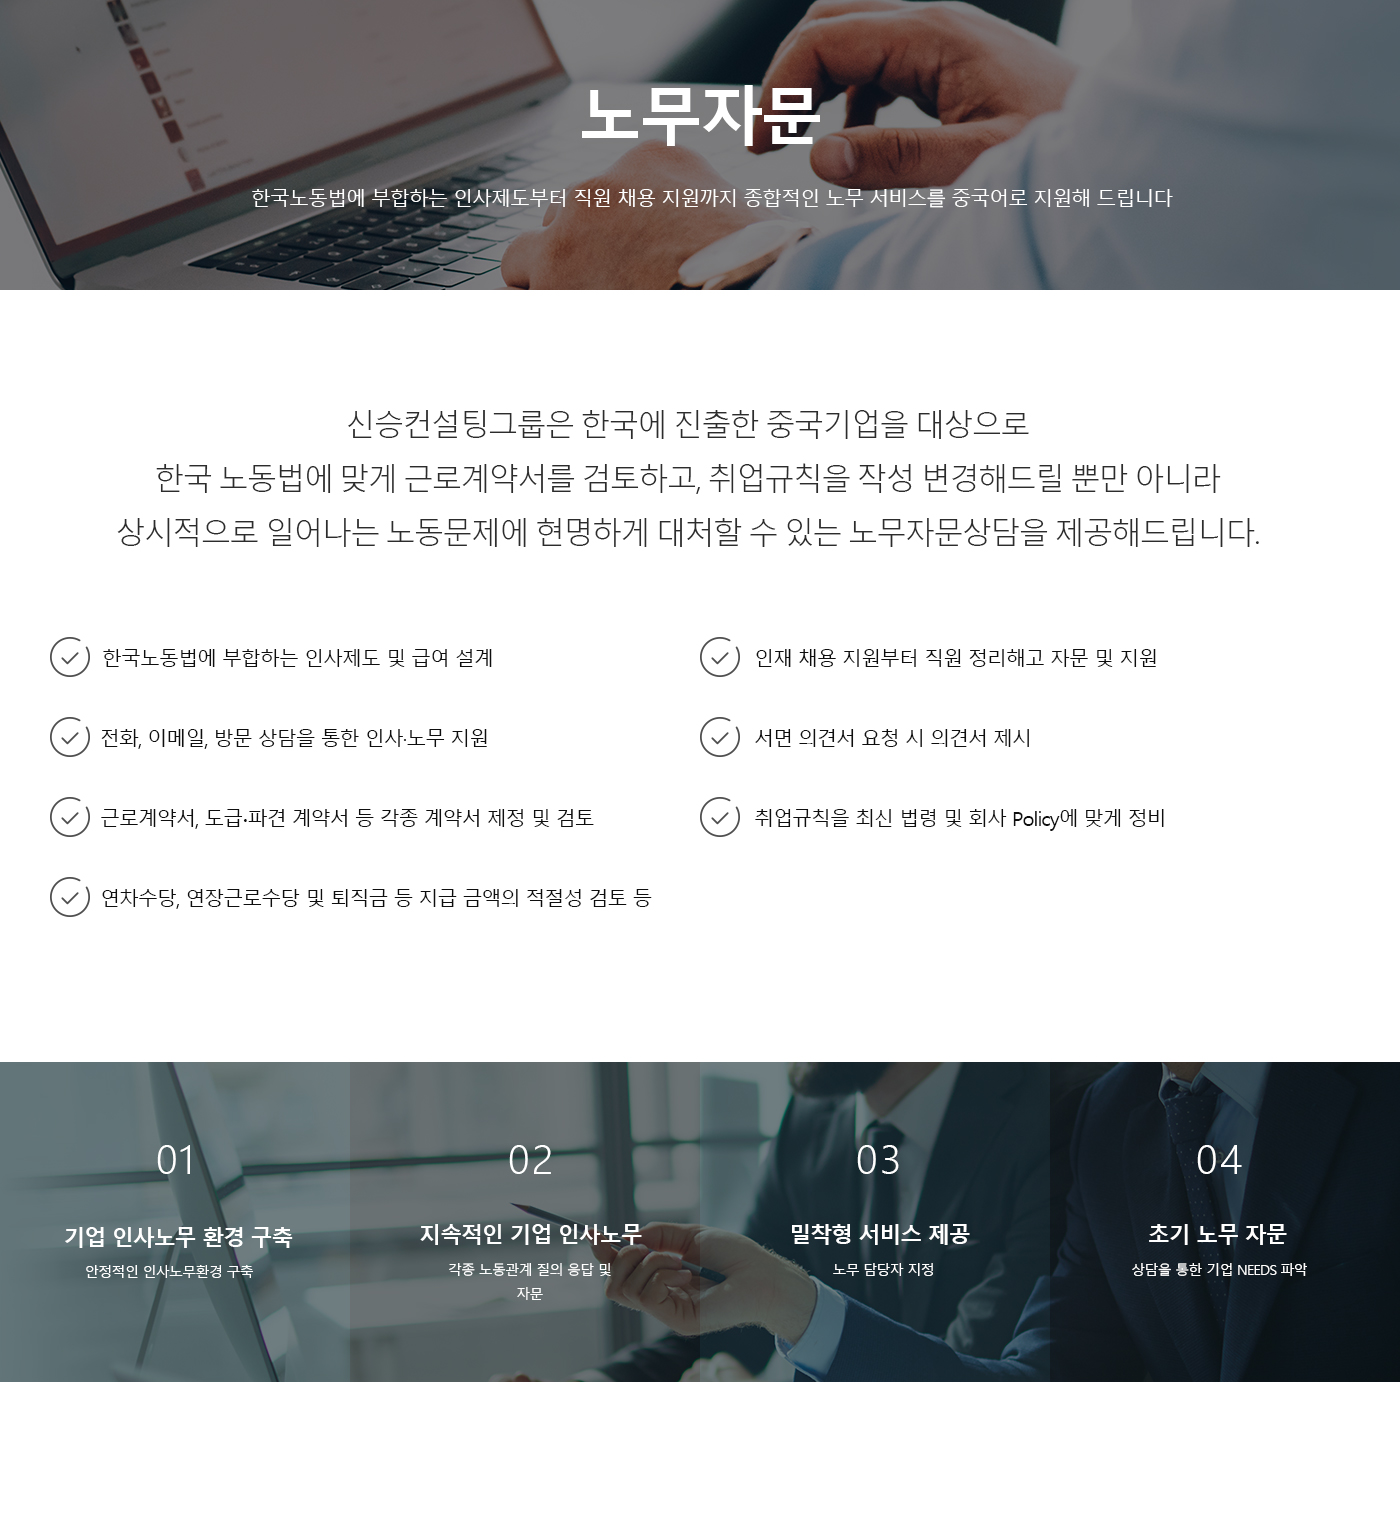 노무자문
한국노동법에 부합하는 인사제도부터 직원 채용 지원까지 종합적인 노무 서비스를 중국어로 지원해 드립니다
신승컨설팅그룹은 한국에 진출한 중국기업을 대상으로
한국 노동법에 맞게 근로계약서를 검토하고, 취업규칙을 작성 변경해드릴 뿐만 아니라
상시적으로 일어나는 노동문제에 현명하게 대처할 수 있는 노무자문상담을 제공해드립니다.
한국노동법에 부합하는 인사제도 및 급여 설계
인재 채용 지원부터 직원 정리해고 자문 및 지원
전화, 이메일, 방문 상담을 통한 인사·노무 지원
서면 의견서 요청 시 의견서 제시
근로계약서, 도급·파견 계약서 등 각종 계약서 제정 및 검토
취업규칙을 최신 법령 및 회사 Policy에 맞게 정비
연차수당, 연장근로수당 및 퇴직금 등 지급 금액의 적절성 검토 등
01
기업 인사노무 환경 구축
안정적인 인사노무환경 구축
02
지속적인 기업 인사노무
각종 노동관계 질의 응답 및
자문
03
밀착형 서비스 제공
노무 담당자 지정
04
초기 노무 자문
상담을 통한 기업 NEEDS 파악